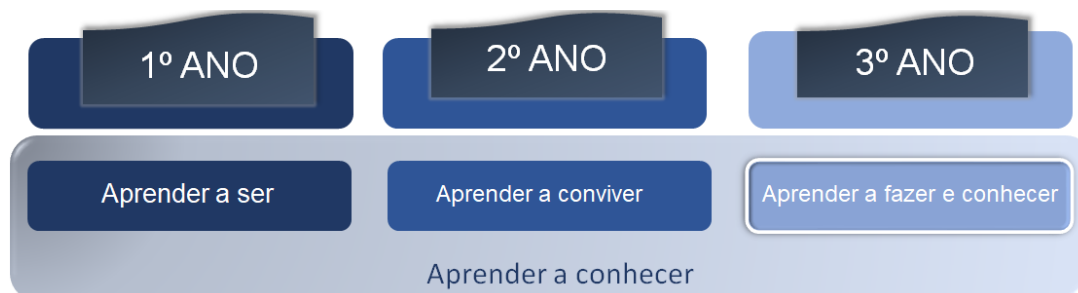 1º ANO
2º ANO
3º ANO
Aprender a ser
Aprender a conviver
Aprender a fazer e conhecer
Aprender a conhecer